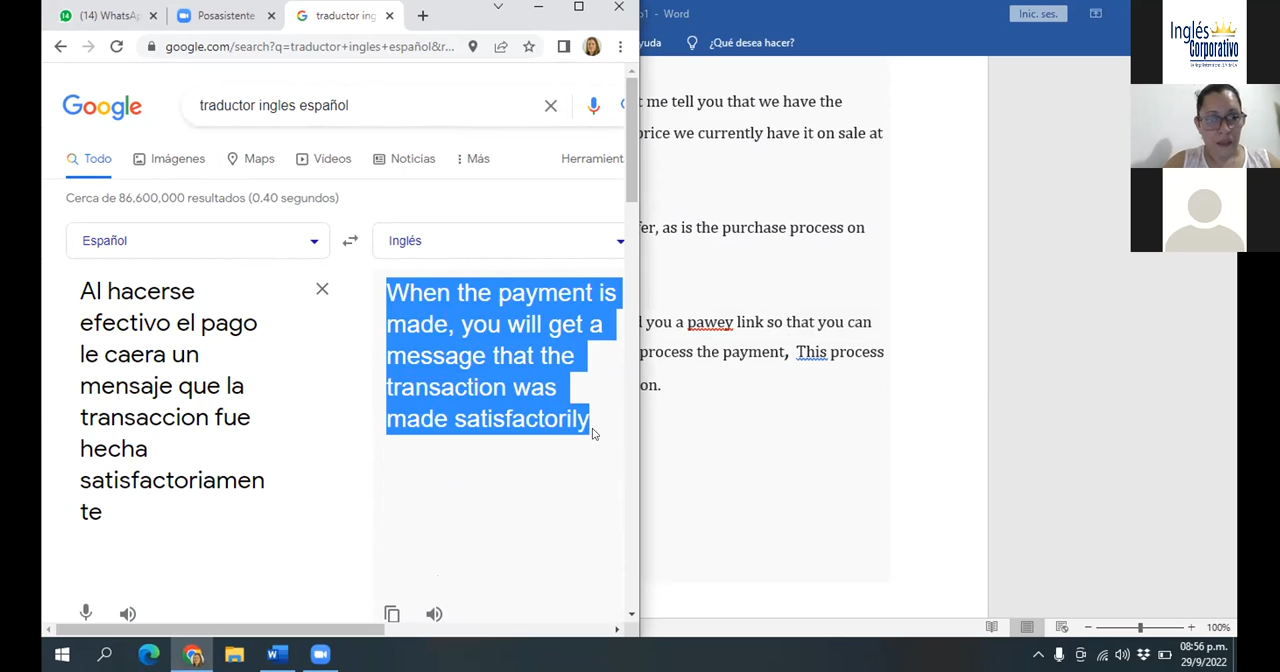 (14) WhatsAp
Posasistente
traductor ing
google.com/search?q=traductor+ingles+español&r...
Google
traductor ingles español
Todo
Imágenes
Maps
Videos
Noticias
Más
Herramient
Cerca de 86,600,000 resultados (0.40 segundos)
Español
Inglés
Al hacerse
efectivo el pago
le caera un
mensaje que la
transaccion fue
hecha
satisfactoriamen
te
When the payment is
made, you will get a
message that the
transaction was
made satisfactorily
- Word
Inic. ses.
yuda
¿Qué desea hacer?
t me tell you that we have the
price we currently have it on sale at
fer, as is the purchase process on
d you a pawey link so that you can
process the payment, This process
on.
100%
Inglés
Corporativo
08:56 p.m.
29/9/2022